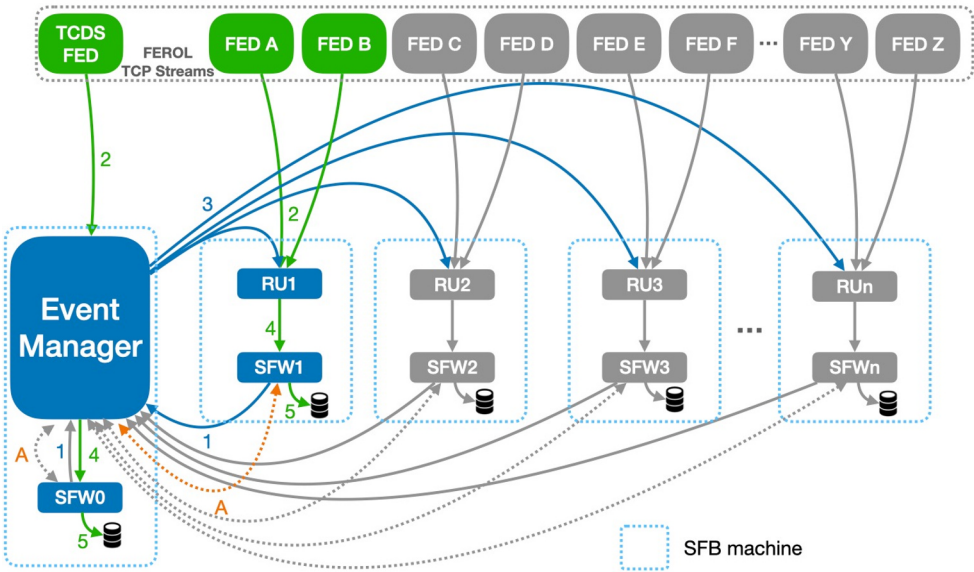 TCDS
FED
FEROL
TCP Streams
FED A
FED B
FED C
FED D
FED E
FED F
...
FED Y
FED Z
2
3
2
Event
Manager
RU1
RU2
RU3
RUn
4
...
SFW1
SFW2
SFW3
SFWn
5
1
A
1
4
A
SFW0
5
SFB machine